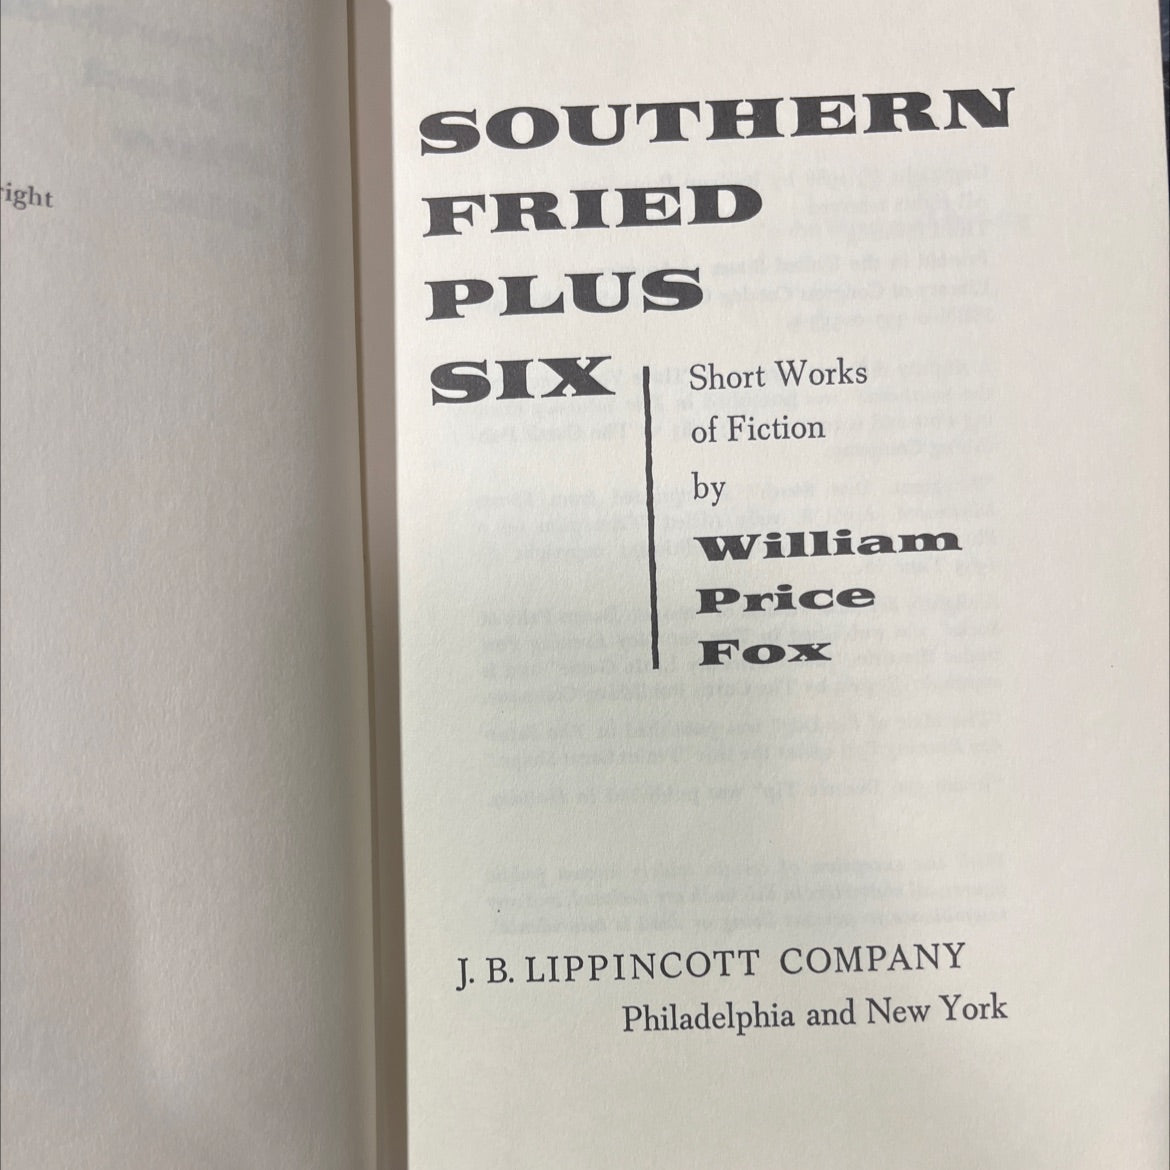 right
SOUTHERN
FRIED
PLUS
SIX
Short Works
of Fiction
by
William
Price
Fox
J. B. LIPPINCOTT COMPANY
Philadelphia and New York